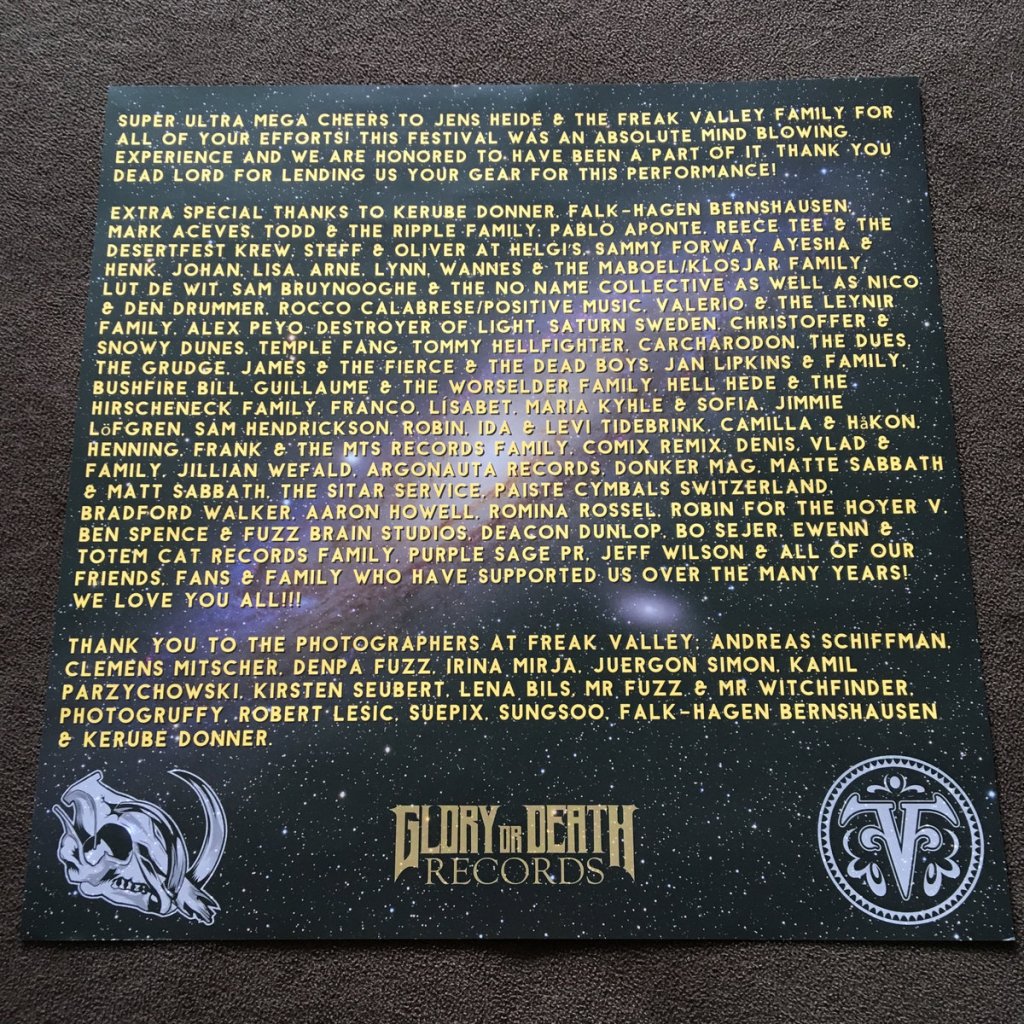 SUPER ULTRA MEGA CHEERS TO JENS HEIDE & THE FREAK VALLEY FAMILY FOR
ALL OF YOUR EFFORTS! THIS FESTIVAL WAS AN ABSOLUTE MIND BLOWING
EXPERIENCE AND WE ARE HONORED TO HAVE BEEN A PART OF IT. THANK YOU
DEAD LORD FOR LENDING US YOUR GEAR FOR THIS PERFORMANCE!
EXTRA SPECIAL THANKS TO KERUBE DONNER, FALK-HAGEN BERNSHAUSEN,
MARK ACEVES, TODD & THE RIPPLE FAMILY, PABLO APONTE, REECE TEE & THE
DESERTFEST KREW, STEFF & OLIVER AT HELGI'S, SAMMY FORWAY, AYESHA &
HENK, JOHAN, LISA, ARNE, LYNN, WANNES & THE MABOEL/KLOSJAR FAMILY,
LUT DE WIT, SAM BRUYNOOGHE & THE NO NAME COLLECTIVE AS WELL AS NICO
& DEN DRUMMER, ROCCO CALABRESE/POSITIVE MUSIC, VALERIO & THE LEYNIR
FAMILY, ALEX PEYO, DESTROYER OF LIGHT, SATURN SWEDEN, CHRISTOFFER &
SNOWY DUNES, TEMPLE FANG, TOMMY HELLFIGHTER, CARCHARODON, THE DUES,
THE GRUDGE, JAMES & THE FIERCE & THE DEAD BOYS, JAN LIPKINS & FAMILY,
BUSHFIRE BILL, GUILLAUME & THE WORSELDER FAMILY, HELL HEDE & THE
HIRSCHENECK FAMILY, FRANCO, LISABET, MARIA KYHLE & SOFIA, JIMMIE
LöFGREN, SAM HENDRICKSON, ROBIN, IDA & LEVI TIDEBRINK, CAMILLA & HåKON,
HENNING, FRANK & THE MTS RECORDS FAMILY, COMIX REMIX, DENIS, VLAD &
FAMILY, JILLIAN WEFALD, ARGONAUTA RECORDS, DONKER MAG, MATTE SABBATH
& MATT SABBATH, THE SITAR SERVICE, PAISTE CYMBALS SWITZERLAND,
BRADFORD WALKER, AARON HOWELL, ROMINA ROSSEL, ROBIN FOR THE HOYER V,
BEN SPENCE & FUZZ BRAIN STUDIOS, DEACON DUNLOP, BO SEJER, EWENN &
TOTEM CAT RECORDS FAMILY, PURPLE SAGE PR, JEFF WILSON & ALL OF OUR
FRIENDS, FANS & FAMILY WHO HAVE SUPPORTED US OVER THE MANY YEARS!
WE LOVE YOU ALL!!!
THANK YOU TO THE PHOTOGRAPHERS AT FREAK VALLEY; ANDREAS SCHIFFMAN,
CLEMENS MITSCHER, DENPA FUZZ, IRINA MIRJA, JUERGON SIMON, KAMIL
PARZYCHOWSKI, KIRSTEN SEUBERT, LENA BILS, MR FUZZ & MR WITCHFINDER,
PHOTOGRUFFY, ROBERT LESIC, SUEPIX, SUNGSOO, FALK-HAGEN BERNSHAUSEN
& KERUBE DONNER.
GLORY OR DEATH
RECORDS